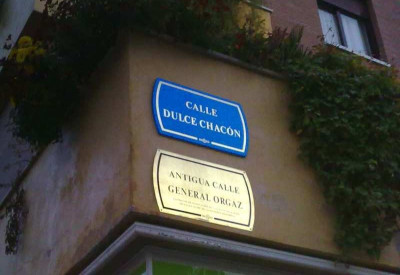 CALLE
DULCE CHACÓN
ANTIGUA CALLE
GENERAL ORGAZ